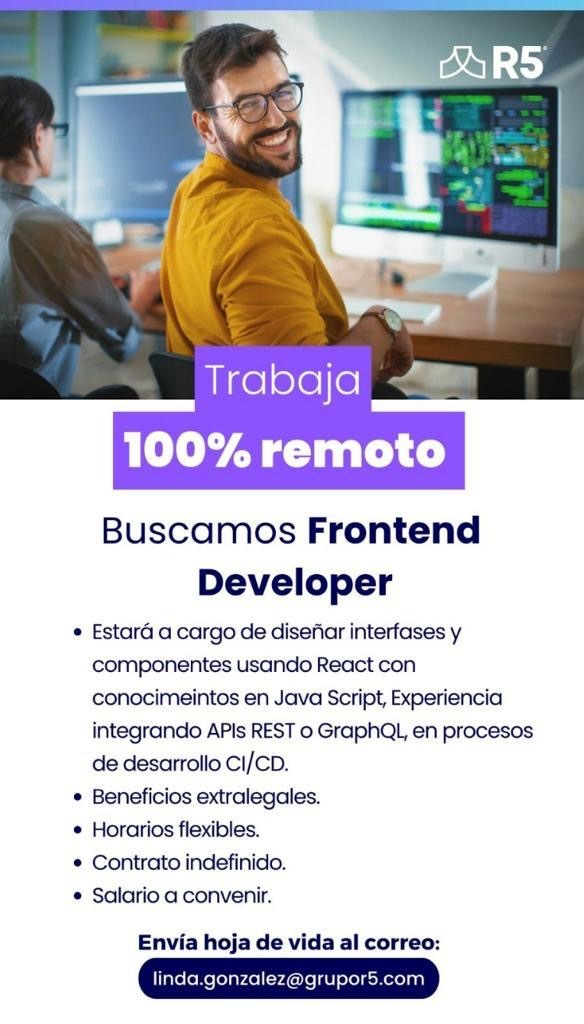 R5
Trabaja
100% remoto
Buscamos Frontend
Developer
• Estará a cargo de diseñar interfases y
componentes usando React con
conocimeintos en Java Script, Experiencia
integrando APIs REST o GraphQL, en procesos
de desarrollo CI/CD.
• Beneficios extralegales.
• Horarios flexibles.
• Contrato indefinido.
• Salario a convenir.
Envía hoja de vida al correo:
linda.gonzalez@grupor5.com